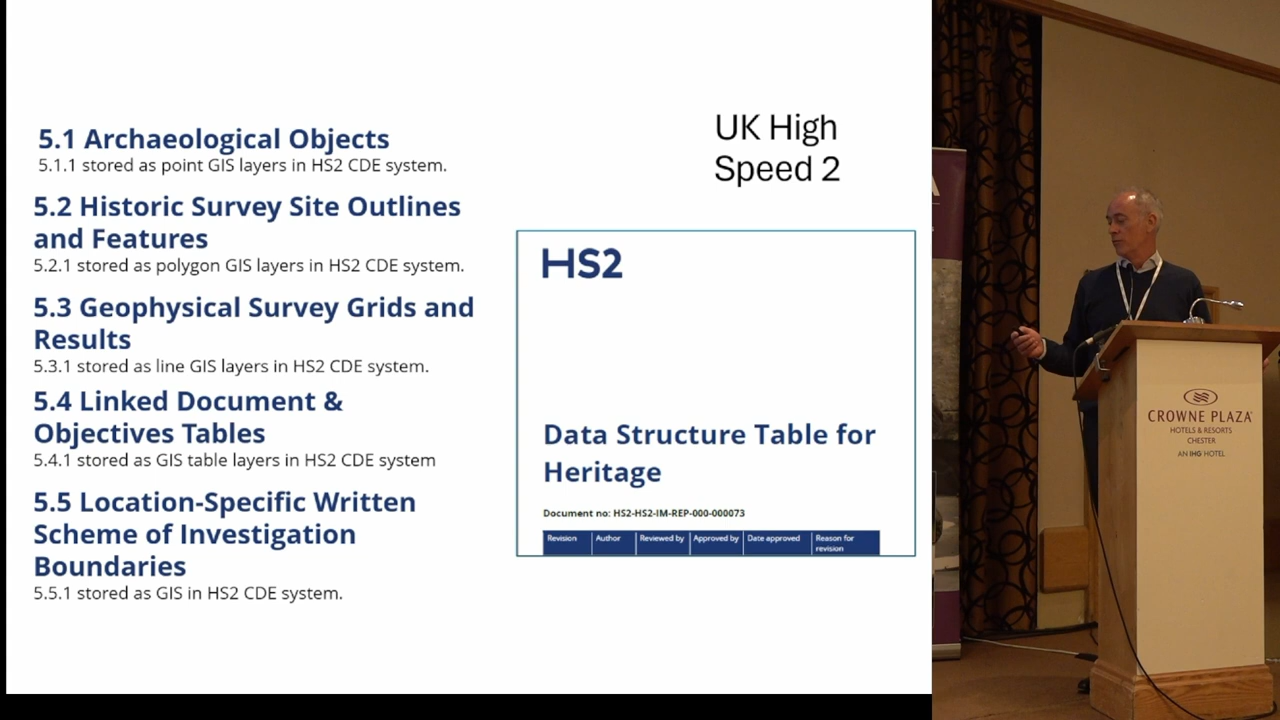 5.1 Archaeological Objects
5.1.1 stored as point GIS layers in HS2 CDE system.
5.2 Historic Survey Site Outlines
and Features
5.2.1 stored as polygon GIS layers in HS2 CDE system.
5.3 Geophysical Survey Grids and
Results
5.3.1 stored as line GIS layers in HS2 CDE system.
5.4 Linked Document &
Objectives Tables
5.4.1 stored as GIS table layers in HS2 CDE system
5.5 Location-Specific Written
Scheme of Investigation
Boundaries
5.5.1 stored as GIS in HS2 CDE system.
UK High
Speed 2
HS2
Data Structure Table for
Heritage
Document no: HS2-HS2-IM-REP-000-000073
Revision Author Reviewed by Approved by Date approved Reason for
revision
CROWNE PLAZA
HOTELS & RESORTS
CHESTER
AN IHG HOTEL